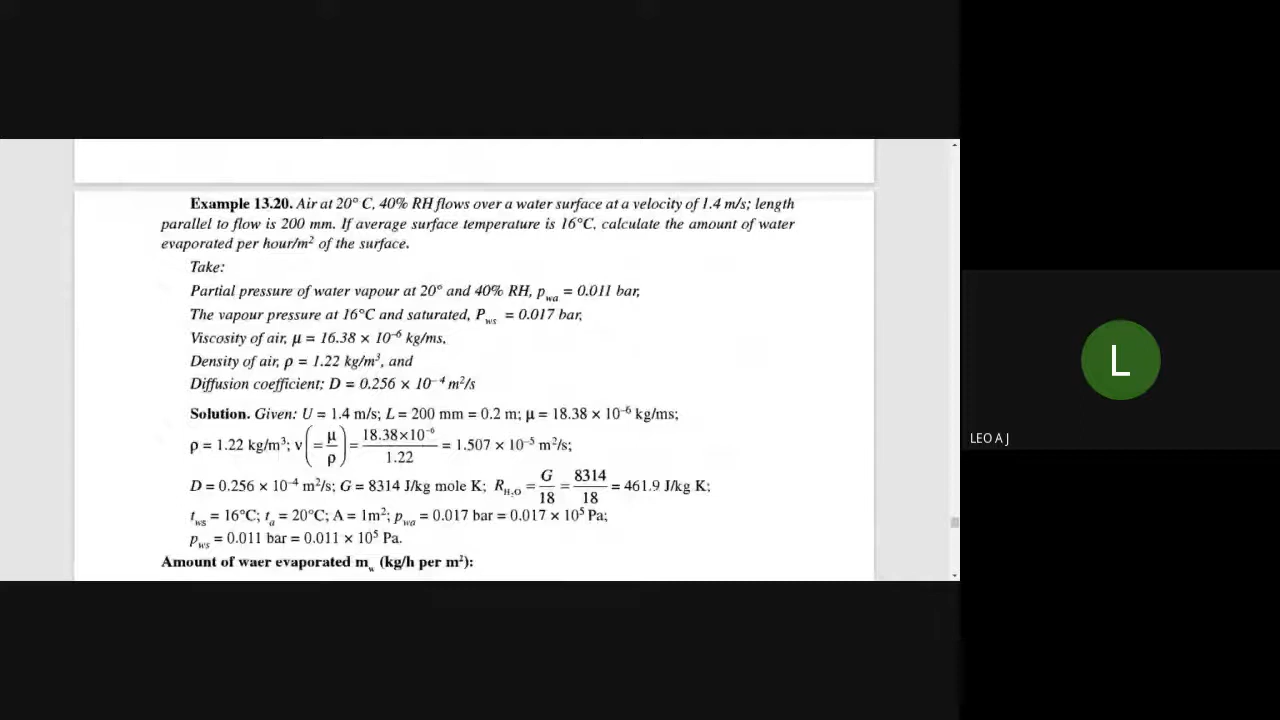 Example 13.20. Air at 20° C, 40% RH flows over a water surface at a velocity of 1.4 m/s; length
parallel to flow is 200 mm. If average surface temperature is 16°C, calculate the amount of water
evaporated per hour/m² of the surface.
Take:
Partial pressure of water vapour at 20° and 40% RH, p_wa = 0.011 bar,
The vapour pressure at 16°C and saturated, P_ws = 0.017 bar,
Viscosity of air, μ = 16.38 × 10⁻⁶ kg/ms,
Density of air, ρ = 1.22 kg/m³, and
Diffusion coefficient; D = 0.256 × 10⁻⁴ m²/s
Solution. Given: U = 1.4 m/s; L = 200 mm = 0.2 m; μ = 18.38 × 10⁻⁶ kg/ms;
ρ = 1.22 kg/m³; ν (= μ/ρ) = 18.38×10⁻⁶/1.22 = 1.507 × 10⁻⁵ m²/s;
D = 0.256 × 10⁻⁴ m²/s; G = 8314 J/kg mole K; R_H₂O = G/18 = 8314/18 = 461.9 J/kg K;
t_ws = 16°C; t_a = 20°C; A = 1m²; p_wa = 0.017 bar = 0.017 × 10⁵ Pa;
p_ws = 0.011 bar = 0.011 × 10⁵ Pa.
Amount of waer evaporated m_w (kg/h per m²):
L
LEO A J